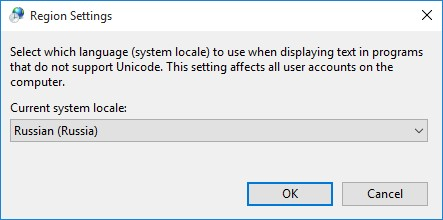 Region Settings
Select which language (system locale) to use when displaying text in programs
that do not support Unicode. This setting affects all user accounts on the
computer.
Current system locale:
Russian (Russia)
OK Cancel